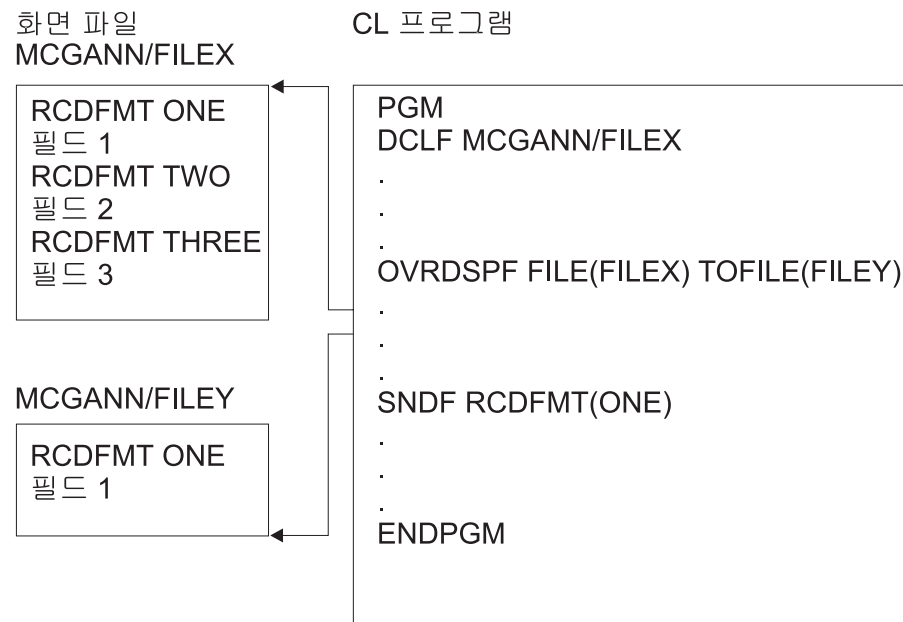 화면 파일
MCGANN/FILEX
RCDFMT ONE
필드 1
RCDFMT TWO
필드 2
RCDFMT THREE
필드 3
MCGANN/FILEY
RCDFMT ONE
필드 1
CL 프로그램
PGM
DCLF MCGANN/FILEX
.
.
.
OVRDSPF FILE(FILEX) TOFILE(FILEY)
.
.
.
SNDF RCDFMT(ONE)
.
.
.
ENDPGM